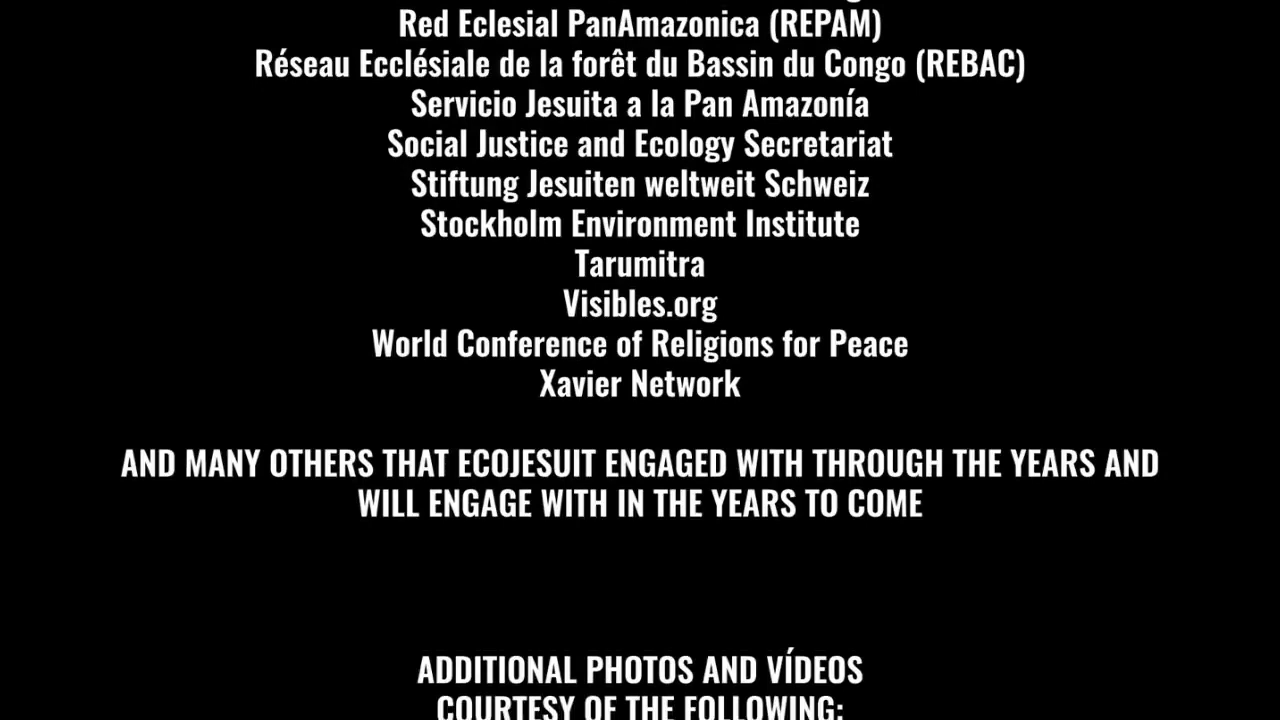 Red Eclesial PanAmazonica (REPAM)
Réseau Ecclésiale de la forêt du Bassin du Congo (REBAC)
Servicio Jesuita a la Pan Amazonía
Social Justice and Ecology Secretariat
Stiftung Jesuiten weltweit Schweiz
Stockholm Environment Institute
Tarumitra
Visibles.org
World Conference of Religions for Peace
Xavier Network
AND MANY OTHERS THAT ECOJESUIT ENGAGED WITH THROUGH THE YEARS AND
WILL ENGAGE WITH IN THE YEARS TO COME
ADDITIONAL PHOTOS AND VÍDEOS
COURTESY OF THE FOLLOWING: